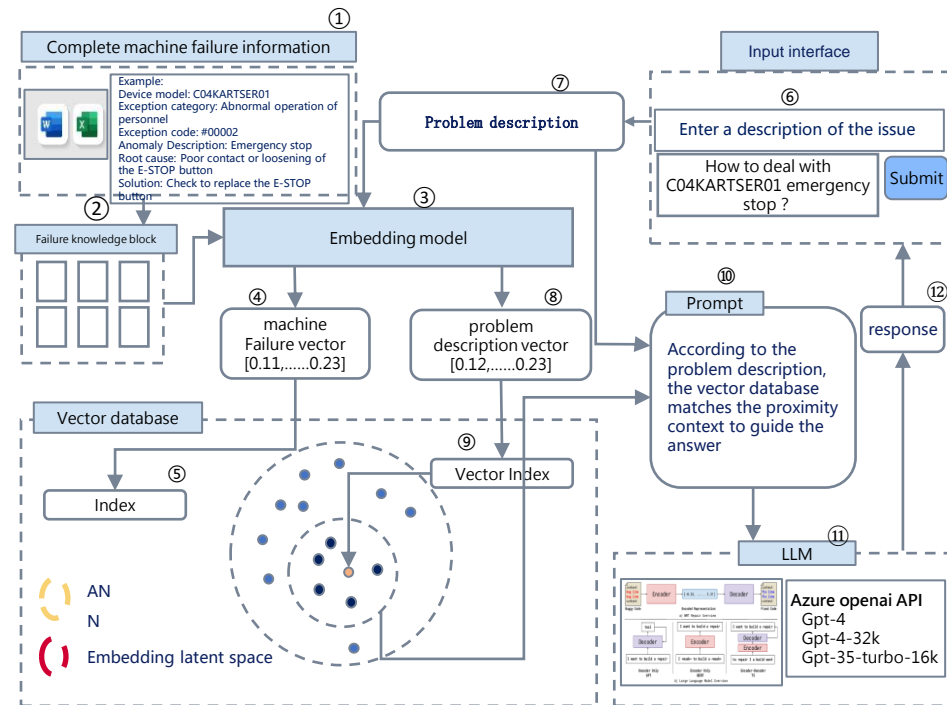 ①
Complete machine failure information
Example:
Device model: C04KARTSER01
Exception category: Abnormal operation of
personnel
Exception code: #00002
Anomaly Description: Emergency stop
Root cause: Poor contact or loosening of
the E-STOP button
Solution: Check to replace the E-STOP
button
W
X
②
Failure knowledge block
⑦
Problem description
Input interface
⑥
Enter a description of the issue
How to deal with
C04KARTSER01 emergency
stop ?
Submit
③
Embedding model
④
machine
Failure vector
[0.11,......0.23]
⑧
problem
description vector
[0.12,......0.23]
⑩
Prompt
According to the
problem description,
the vector database
matches the proximity
context to guide the
answer
⑫
response
Vector database
⑤
Index
⑨
Vector Index
AN
N
Embedding latent space
⑪
LLM
Encoder
Decoder
Decoder
Encoder
Decoder
Encoder
Azure openai API
Gpt-4
Gpt-4-32k
Gpt-35-turbo-16k